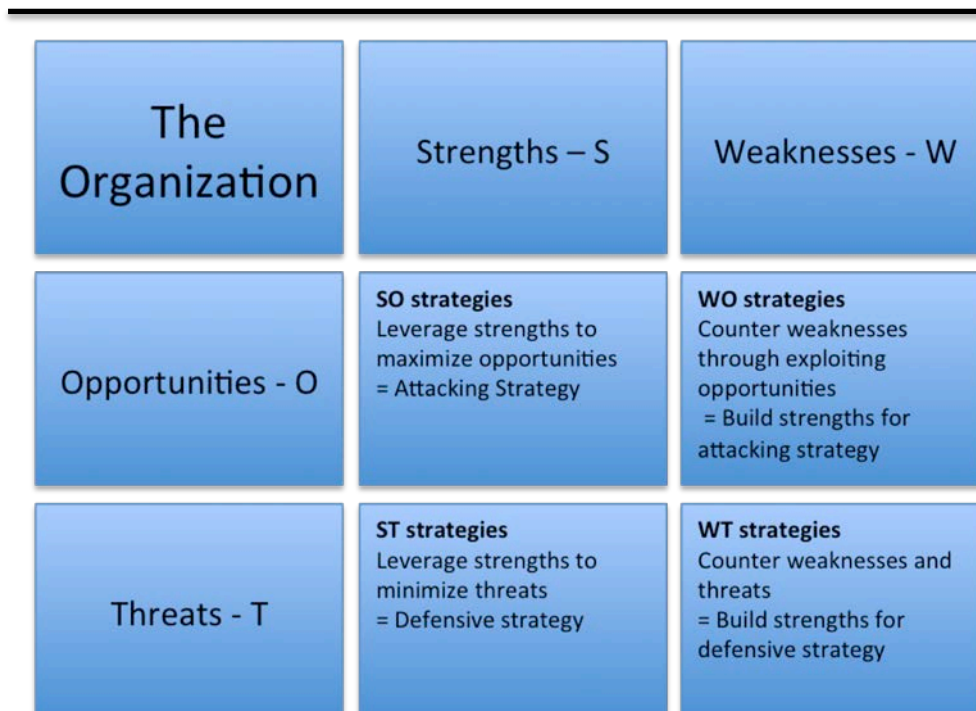 The
Organization
Strengths – S
Weaknesses - W
Opportunities - O
SO strategies
Leverage strengths to
maximize opportunities
= Attacking Strategy
WO strategies
Counter weaknesses
through exploiting
opportunities
= Build strengths for
attacking strategy
Threats - T
ST strategies
Leverage strengths to
minimize threats
= Defensive strategy
WT strategies
Counter weaknesses and
threats
= Build strengths for
defensive strategy